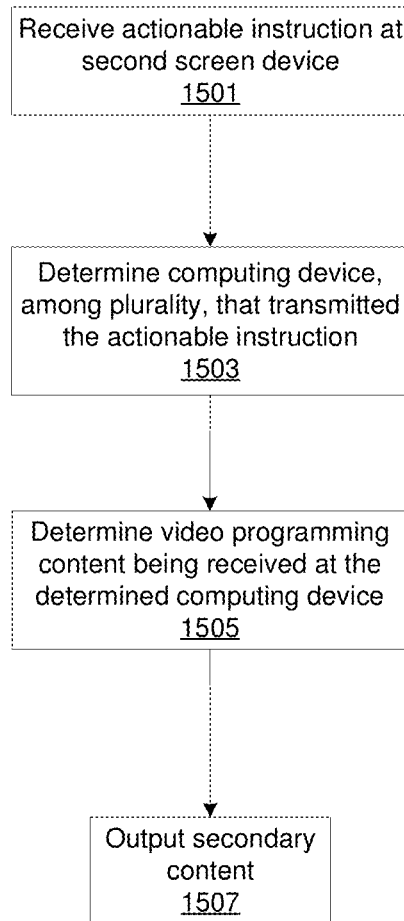 Receive actionable instruction at
second screen device
1501
Determine computing device,
among plurality, that transmitted
the actionable instruction
1503
Determine video programming
content being received at the
determined computing device
1505
Output secondary
content
1507